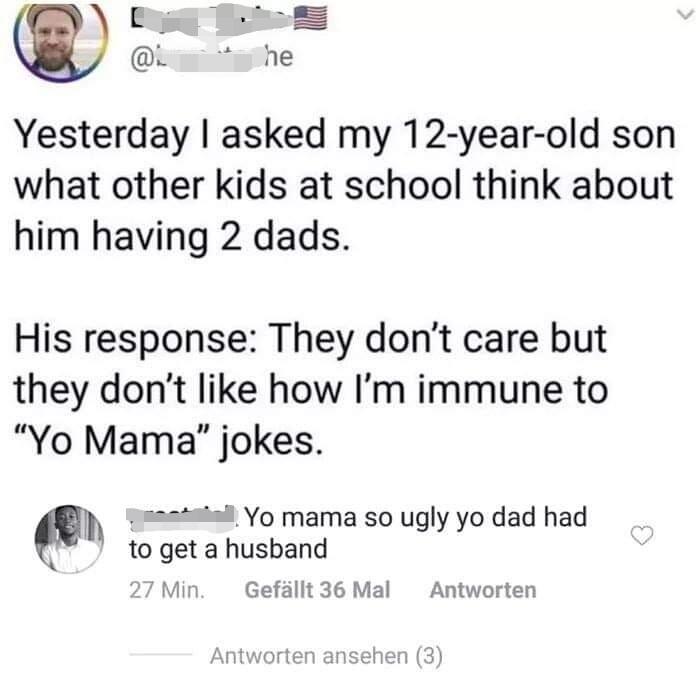 Yesterday I asked my 12-year-old son
what other kids at school think about
him having 2 dads.
His response: They don’t care but
they don’t like how I’m immune to
“Yo Mama” jokes.
Yo mama so ugly yo dad had
to get a husband
27 Min. Gefällt 36 Mal Antworten
Antworten ansehen (3)